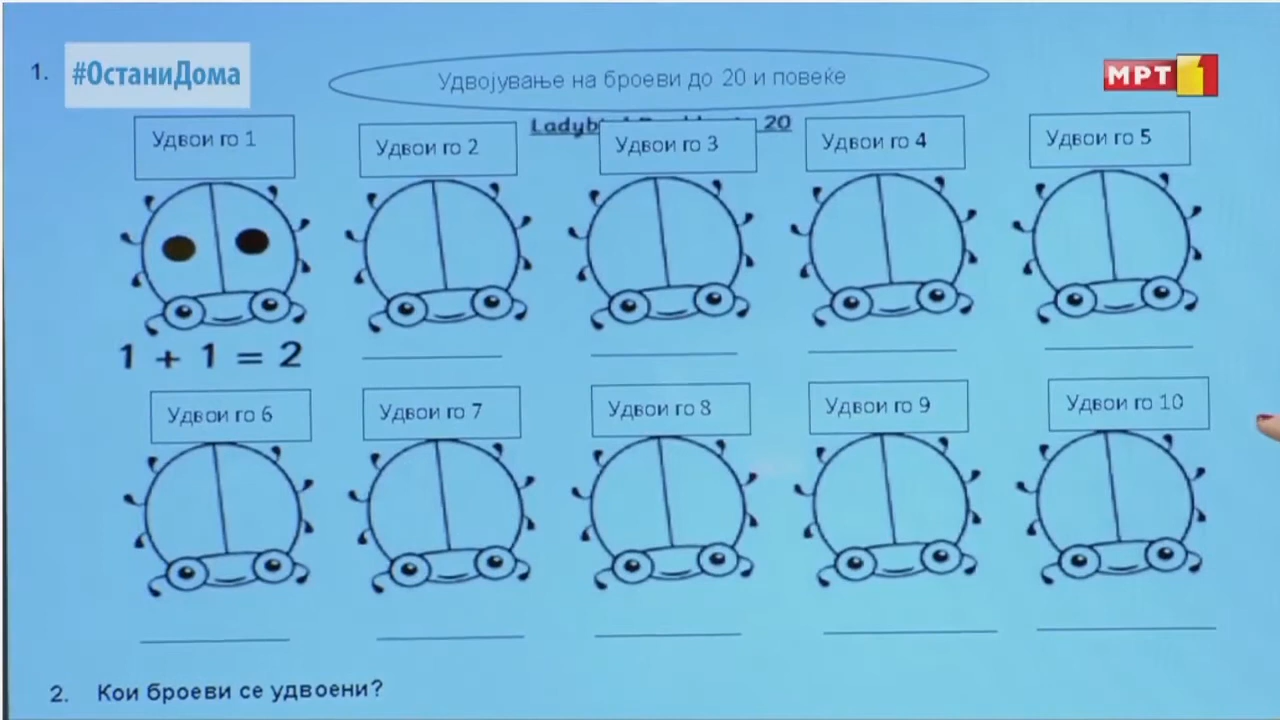 1.
#ОстаниДома
Удвојување на броеви до 20 и повеќе
МРТ 1
20
Удвои го 1
Удвои го 2
Удвои го 3
Удвои го 4
Удвои го 5
1 + 1 = 2
Удвои го 6
Удвои го 7
Удвои го 8
Удвои го 9
Удвои го 10
2. Кои броеви се удвоени?